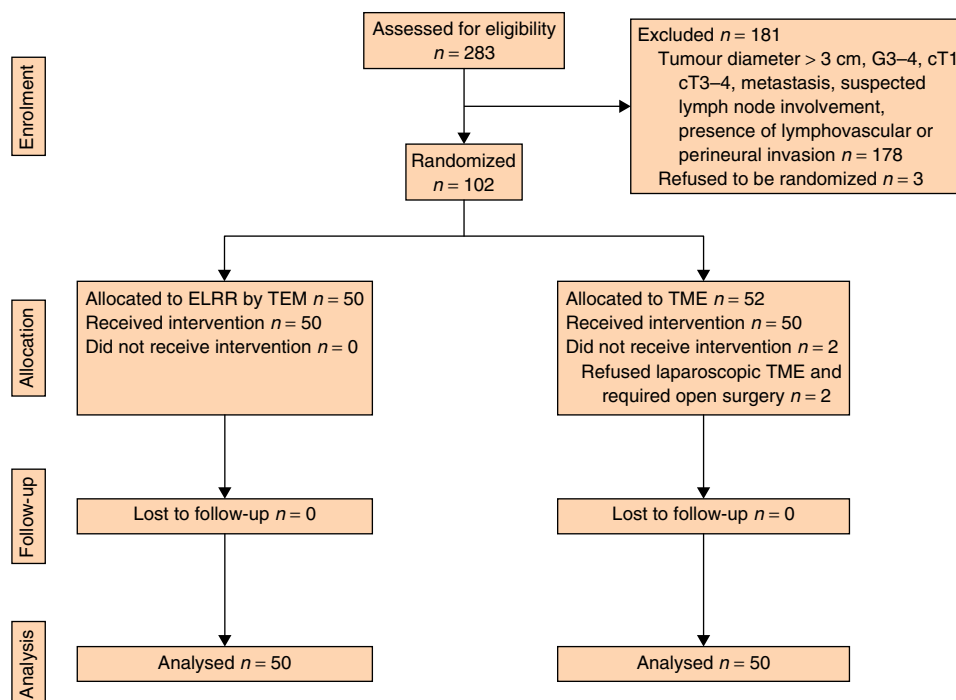 Enrolment
Assessed for eligibility
n = 283
Excluded n = 181
Tumour diameter > 3 cm, G3–4, cT1
cT3–4, metastasis, suspected
lymph node involvement,
presence of lymphovascular or
perineural invasion n = 178
Refused to be randomized n = 3
Randomized
n = 102
Allocation
Allocated to ELRR by TEM n = 50
Received intervention n = 50
Did not receive intervention n = 0
Allocated to TME n = 52
Received intervention n = 50
Did not receive intervention n = 2
Refused laparoscopic TME and
required open surgery n = 2
Follow-up
Lost to follow-up n = 0
Lost to follow-up n = 0
Analysis
Analysed n = 50
Analysed n = 50